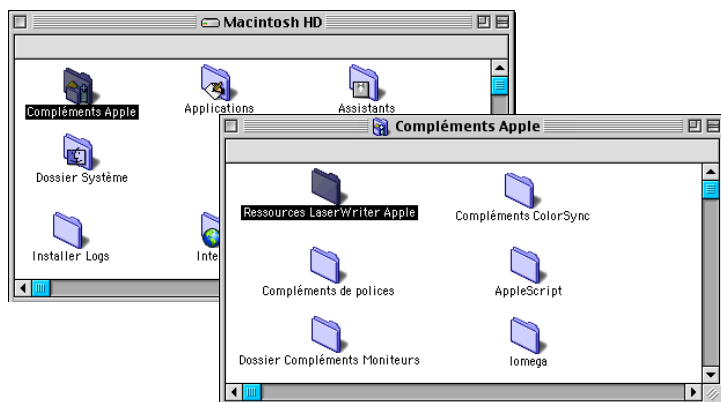 Macintosh HD
Compléments Apple
Applications
Assistants
Dossier Système
Installer Logs
Inte
Compléments Apple
Ressources LaserWriter Apple
Compléments ColorSync
Compléments de polices
AppleScript
Dossier Compléments Moniteurs
Iomega